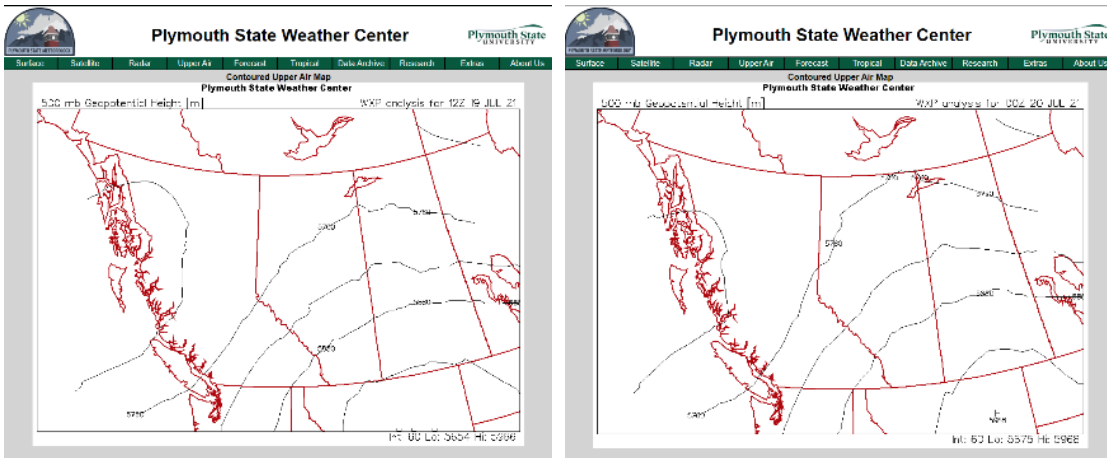 Plymouth State Weather Center
Plymouth State
UNIVERSITY
Surface Satellite Radar Upper Air Forecast Tropical Data Archive Research Extras About Us
Contoured Upper Air Map
Plymouth State Weather Center
500 mb Geopotential Height [m] WXP analysis for 12Z 19 JUL 21
5760
5880
Int: 60 Lo: 5654 Hi: 5966
Plymouth State Weather Center
Plymouth State
UNIVERSITY
Surface Satellite Radar Upper Air Forecast Tropical Data Archive Research Extras About Us
Contoured Upper Air Map
Plymouth State Weather Center
500 mb Geopotential Height [m] WXP analysis for 00Z 20 JUL 21
5760
5880
Int: 60 Lo: 5575 Hi: 5968